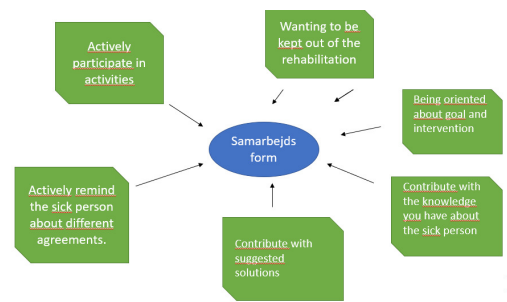 Actively
participate in
activities
Wanting to be
kept out of the
rehabilitation
Being oriented
about goal and
intervention
Samarbejds
form
Actively remind
the sick person
about different
agreements.
Contribute with
suggested
solutions
Contribute with
the knowledge
you have about
the sick person